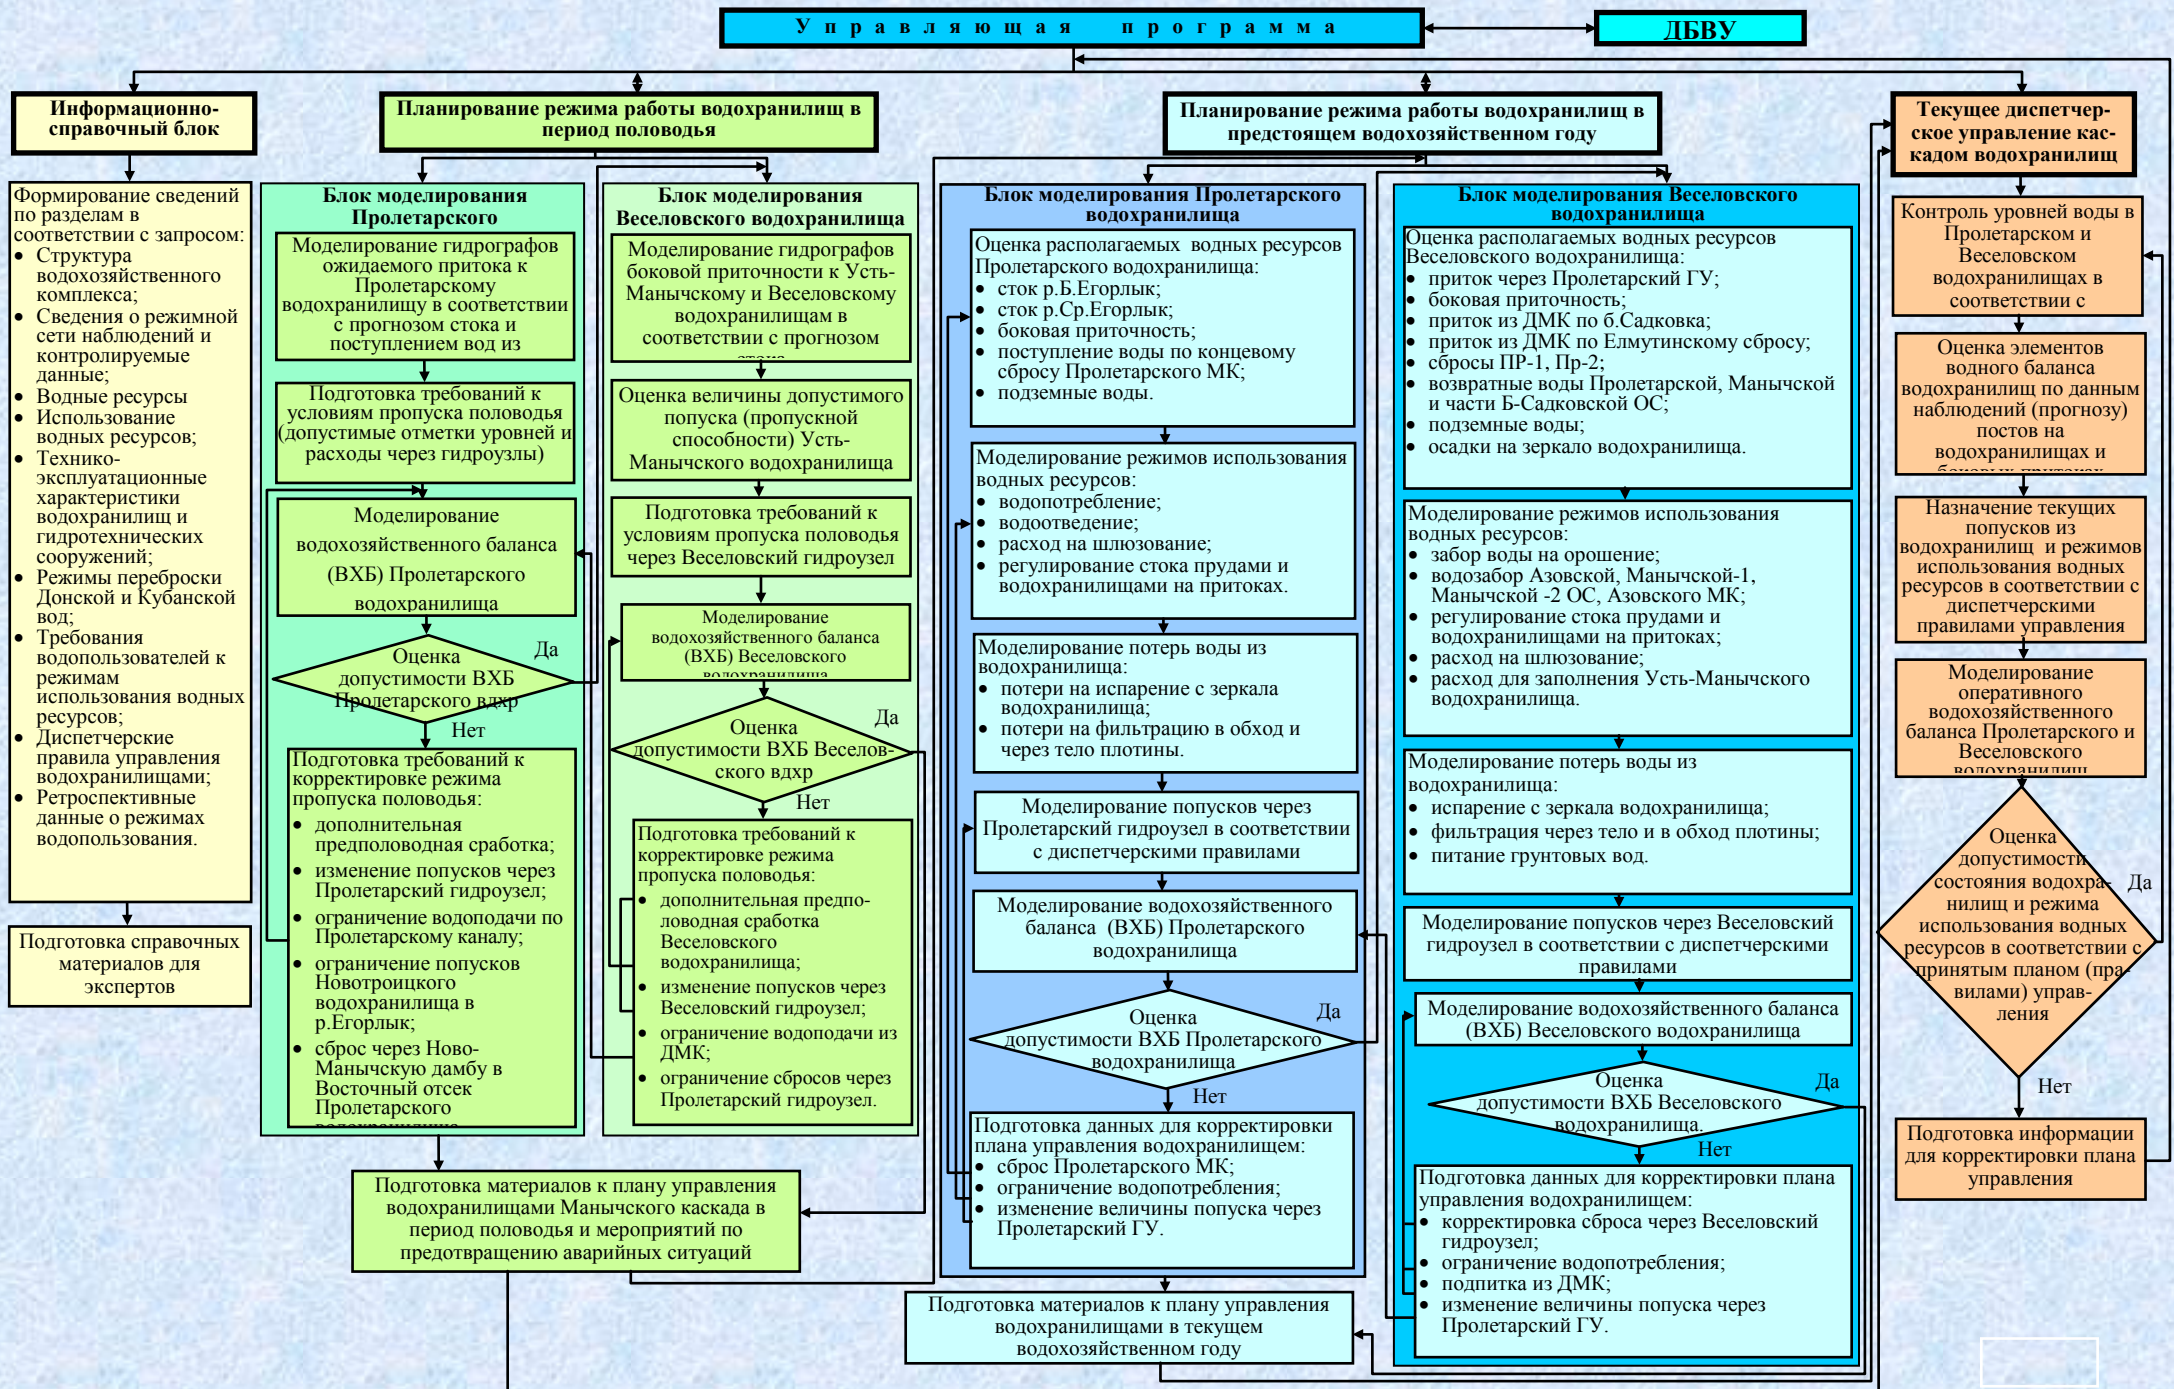 Управляющая программа
ДБВУ
Информационно-
справочный блок
Формирование сведений
по разделам в
соответствии с запросом:
• Структура
водохозяйственного
комплекса;
• Сведения о режимной
сети наблюдений и
контролируемые
данные;
• Водные ресурсы
• Использование
водных ресурсов;
• Технико-
эксплуатационные
характеристики
водохранилищ и
гидротехнических
сооружений;
• Режимы переброски
Донской и Кубанской
вод;
• Требования
водопользователей к
режимам
использования водных
ресурсов;
• Диспетчерские
правила управления
водохранилищами;
• Ретроспективные
данные о режимах
водопользования.
Подготовка справочных
материалов для
экспертов
Планирование режима работы водохранилищ в
период половодья
Блок моделирования
Пролетарского
Моделирование гидрографов
ожидаемого притока к
Пролетарскому
водохранилищу в соответствии
с прогнозом стока и
поступлением вод из
Подготовка требований к
условиям пропуска половодья
(допустимые отметки уровней и
расходы через гидроузлы)
Моделирование
водохозяйственного баланса
(ВХБ) Пролетарского
водохранилища
Оценка
допустимости ВХБ
Пролетарского вдхр
Да
Нет
Подготовка требований к
корректировке режима
пропуска половодья:
• дополнительная
предполоводная сработка;
• изменение попусков через
Пролетарский гидроузел;
• ограничение водоподачи по
Пролетарскому каналу;
• ограничение попусков
Новотроицкого
водохранилища в
р.Егорлык;
• сброс через Ново-
Манычскую дамбу в
Восточный отсек
Пролетарского
водохранилища
Блок моделирования
Веселовского водохранилища
Моделирование гидрографов
боковой приточности к Усть-
Манычскому и Веселовскому
водохранилищам в
соответствии с прогнозом
стока
Оценка величины допустимого
попуска (пропускной
способности) Усть-
Манычского водохранилища
Подготовка требований к
условиям пропуска половодья
через Веселовский гидроузел
Моделирование
водохозяйственного баланса
(ВХБ) Веселовского
водохранилища
Оценка
допустимости ВХБ Веселов-
ского вдхр
Да
Нет
Подготовка требований к
корректировке режима
пропуска половодья:
• дополнительная предпо-
ловодная сработка
Веселовского
водохранилища;
• изменение попусков через
Веселовский гидроузел;
• ограничение водоподачи из
ДМК;
• ограничение сбросов через
Пролетарский гидроузел.
Подготовка материалов к плану управления
водохранилищами Манычского каскада в
период половодья и мероприятий по
предотвращению аварийных ситуаций
Планирование режима работы водохранилищ в
предстоящем водохозяйственном году
Блок моделирования Пролетарского
водохранилища
Оценка располагаемых водных ресурсов
Пролетарского водохранилища:
• сток р.Б.Егорлык;
• сток р.Ср.Егорлык;
• боковая приточность;
• поступление воды по концевому
сбросу Пролетарского МК;
• подземные воды.
Моделирование режимов использования
водных ресурсов:
• водопотребление;
• водоотведение;
• расход на шлюзование;
• регулирование стока прудами и
водохранилищами на притоках.
Моделирование потерь воды из
водохранилища:
• потери на испарение с зеркала
водохранилища;
• потери на фильтрацию в обход и
через тело плотины.
Моделирование попусков через
Пролетарский гидроузел в соответствии
с диспетчерскими правилами
Моделирование водохозяйственного
баланса (ВХБ) Пролетарского
водохранилища
Оценка
допустимости ВХБ Пролетарского
водохранилища
Да
Нет
Подготовка данных для корректировки
плана управления водохранилищем:
• сброс Пролетарского МК;
• ограничение водопотребления;
• изменение величины попуска через
Пролетарский ГУ.
Подготовка материалов к плану управления
водохранилищами в текущем
водохозяйственном году
Блок моделирования Веселовского
водохранилища
Оценка располагаемых водных ресурсов
Веселовского водохранилища:
• приток через Пролетарский ГУ;
• боковая приточность;
• приток из ДМК по б.Садковка;
• приток из ДМК по Елмутинскому сбросу;
• сбросы ПР-1, Пр-2;
• возвратные воды Пролетарской, Манычской
и части Б-Садковской ОС;
• подземные воды;
• осадки на зеркало водохранилища.
Моделирование режимов использования
водных ресурсов:
• забор воды на орошение;
• водозабор Азовской, Манычской-1,
Манычской -2 ОС, Азовского МК;
• регулирование стока прудами и
водохранилищами на притоках;
• расход на шлюзование;
• расход для заполнения Усть-Манычского
водохранилища.
Моделирование потерь воды из
водохранилища:
• испарение с зеркала водохранилища;
• фильтрация через тело и в обход плотины;
• питание грунтовых вод.
Моделирование попусков через Веселовский
гидроузел в соответствии с диспетчерскими
правилами
Моделирование водохозяйственного баланса
(ВХБ) Веселовского водохранилища
Оценка
допустимости ВХБ Веселовского
водохранилища.
Да
Нет
Подготовка данных для корректировки плана
управления водохранилищем:
• корректировка сброса через Веселовский
гидроузел;
• ограничение водопотребления;
• подпитка из ДМК;
• изменение величины попуска через
Пролетарский ГУ.
Текущее диспетчер-
ское управление кас-
кадом водохранилищ
Контроль уровней воды в
Пролетарском и
Веселовском
водохранилищах в
соответствии с
Оценка элементов
водного баланса
водохранилищ по данным
наблюдений (прогнозу)
постов на
водохранилищах и
боковых притоках
Назначение текущих
попусков из
водохранилищ и режимов
использования водных
ресурсов в соответствии с
диспетчерскими
правилами управления
Моделирование
оперативного
водохозяйственного
баланса Пролетарского и
Веселовского
водохранилищ
Оценка
допустимости
состояния водохра-
нилищ и режима
использования водных
ресурсов в соответствии с
принятым планом (пра-
вилами) управ-
ления
Да
Нет
Подготовка информации
для корректировки плана
управления